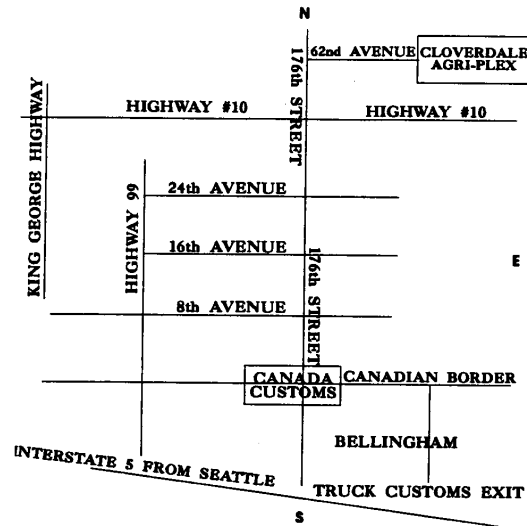 N
62nd AVENUE
CLOVERDALE
AGRI-PLEX
176th STREET
HIGHWAY #10
HIGHWAY #10
KING GEORGE HIGHWAY
HIGHWAY 99
24th AVENUE
16th AVENUE
176th STREET
E
8th AVENUE
CANADA
CUSTOMS
CANADIAN BORDER
BELLINGHAM
INTERSTATE 5 FROM SEATTLE
TRUCK CUSTOMS EXIT
S